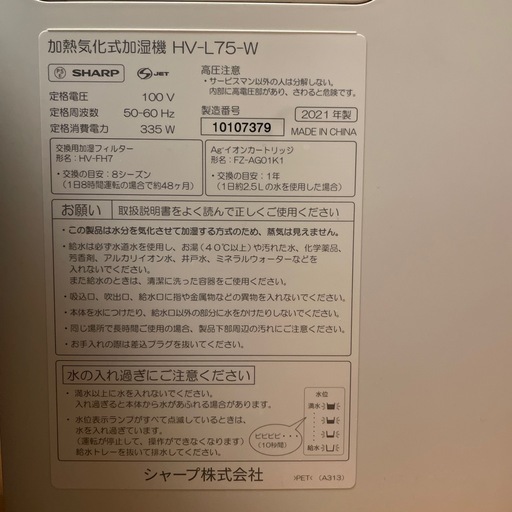 加熱気化式加湿機 HV-L75-W
SHARP S-JET
定格電圧 100 V
定格周波数 50-60 Hz
定格消費電力 335 W
高圧注意
・サービスマン以外の人は分解しない。
内部に高電圧部があり、さわると危険です。
製造番号 2021 年製
10107379 MADE IN CHINA
交換用加湿フィルター
形名：HV-FH7
交換の目安：8シーズン
（1日8時間運転の場合で約48ヶ月）
Ag⁺イオンカートリッジ
形名：FZ-AG01K1
交換の目安：1年
（1日約2.5Lの水を使用した場合）
お願い 取扱説明書をよく読んで正しくご使用ください
・この製品は水分を気化させて加湿する方式のため、蒸気は見えません。
・給水は必ず水道水を使用し、お湯（40℃以上）や汚れた水、化学薬品、
芳香剤、アルカリイオン水、井戸水、ミネラルウォーターなどを
入れないでください。
また給水のときは、清潔に洗った容器をご使用ください。
・吸込口、吹出口、給水口に指や金属物などの異物を入れないでください。
・本体を水につけたり、給水口以外の部分に水をかけたりしないでください。
・同じ場所で長時間ご使用の場合、製品下部周辺の汚れにご注意ください。
・お手入れの際は差込プラグを抜いてください。
水の入れ過ぎにご注意ください
・満水以上に水を入れないでください。
入れ過ぎると本体から水があふれる場合があります。
・水位表示ランプがすべて点滅しているときは、
水を入れ過ぎています。
（運転が停止して、操作ができなくなります）
給水トレーを抜いて排水してください。
水位
満水
ピピピピ・・・
（10秒間）
給水
シャープ株式会社
>PET< (A313)